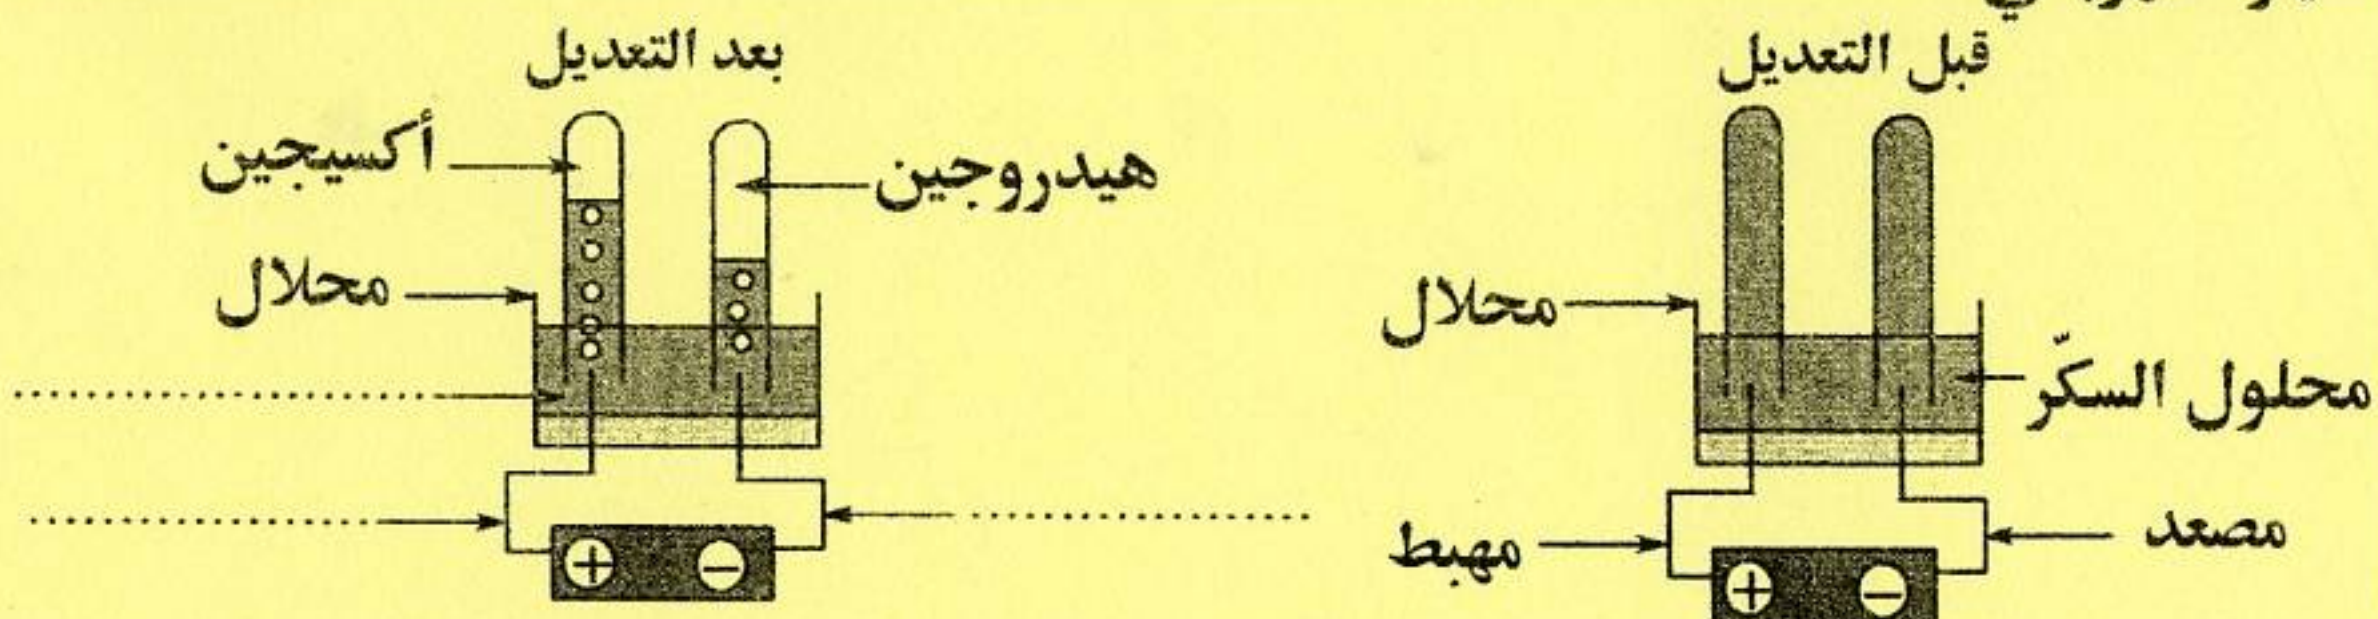 قبل التعديل
محلال
محلول السكّر
مصعد
مهبط
+
−
بعد التعديل
هيدروجين
أكسيجين
محلال
+
−